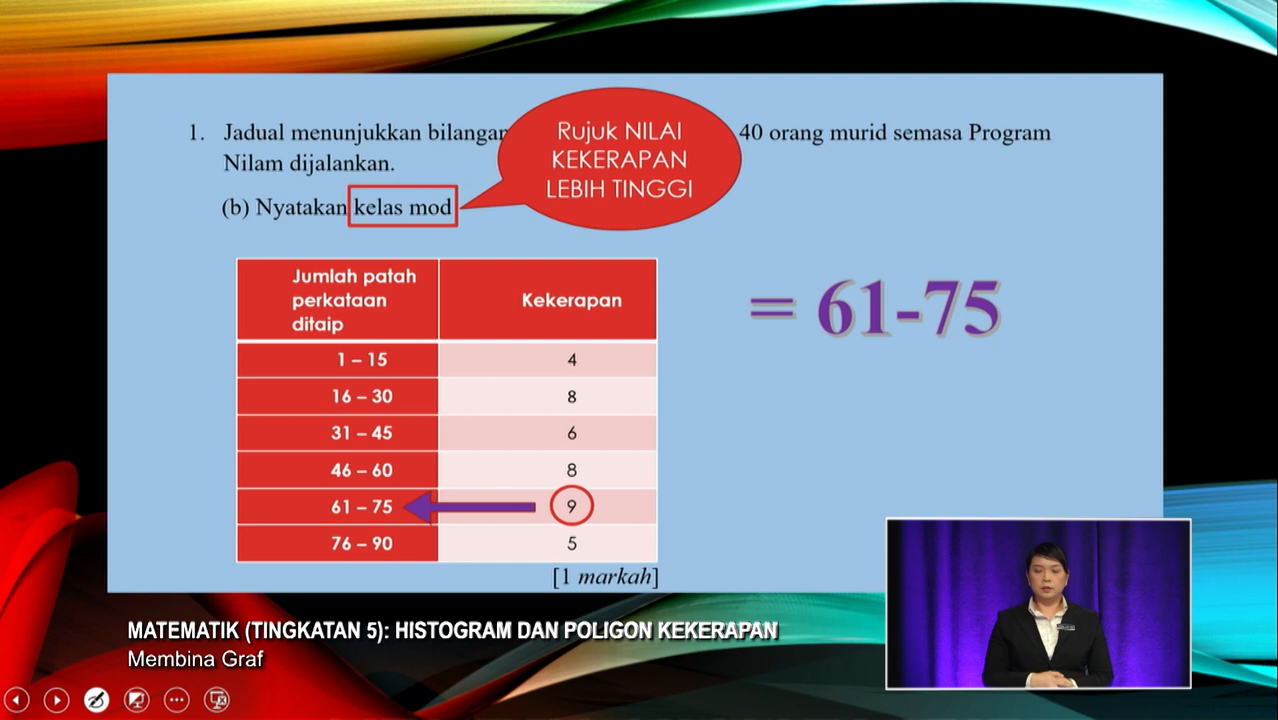 1. Jadual menunjukkan bilangan 40 orang murid semasa Program
Nilam dijalankan.
(b) Nyatakan kelas mod
Rujuk NILAI
KEKERAPAN
LEBIH TINGGI
Jumlah patah
perkataan
ditaip
Kekerapan
1 – 15 4
16 – 30 8
31 – 45 6
46 – 60 8
61 – 75 9
76 – 90 5
[1 markah]
= 61-75
MATEMATIK (TINGKATAN 5): HISTOGRAM DAN POLIGON KEKERAPAN
Membina Graf